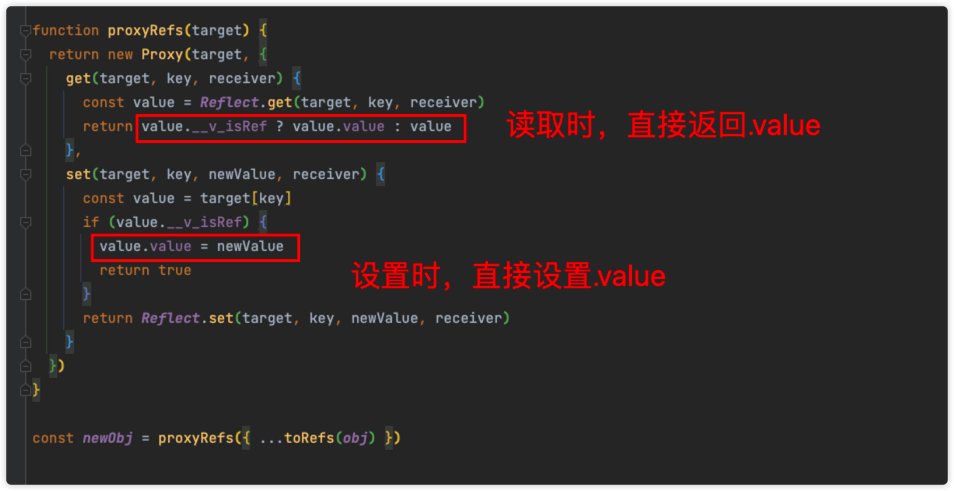 function proxyRefs(target) {
return new Proxy(target, {
get(target, key, receiver) {
const value = Reflect.get(target, key, receiver)
return value.__v_isRef ? value.value : value
读取时，直接返回.value
},
set(target, key, newValue, receiver) {
const value = target[key]
if (value.__v_isRef) {
value.value = newValue
return true
设置时，直接设置.value
}
return Reflect.set(target, key, newValue, receiver)
}
})
}
const newObj = proxyRefs({ ...toRefs(obj) })